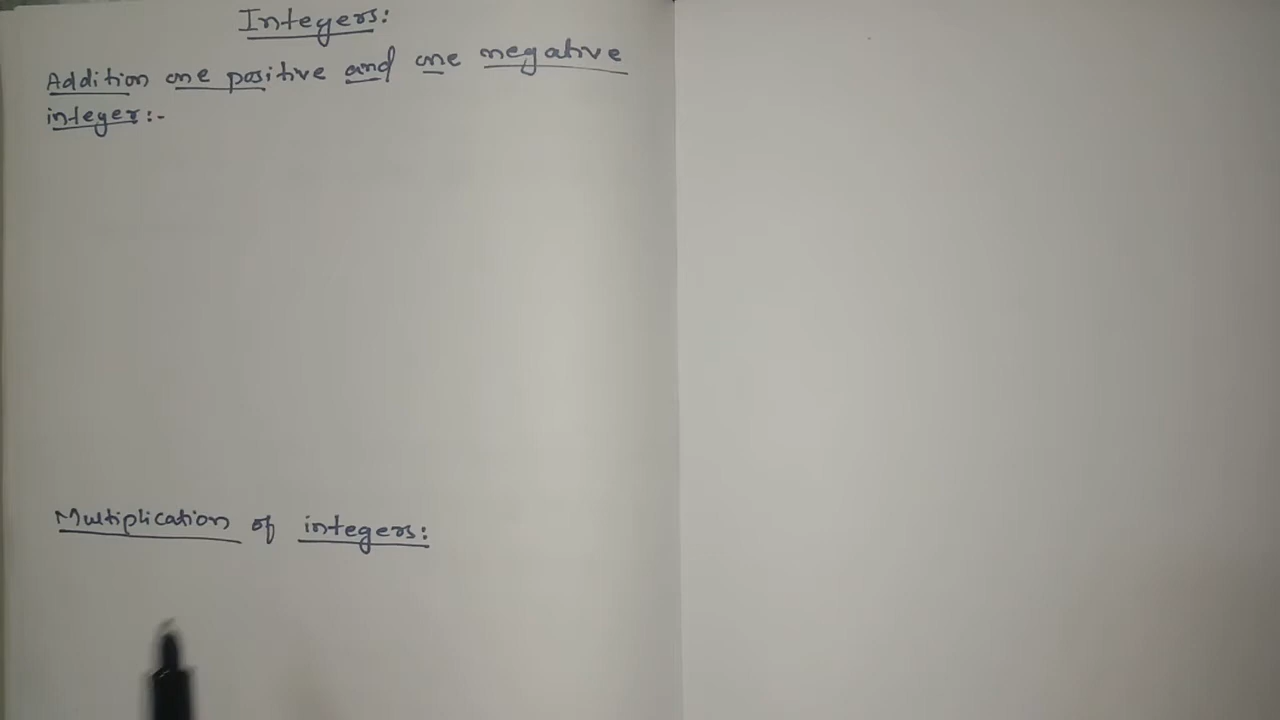 Integers:
Addition one positive and one negative
integer:-
Multiplication of integers: